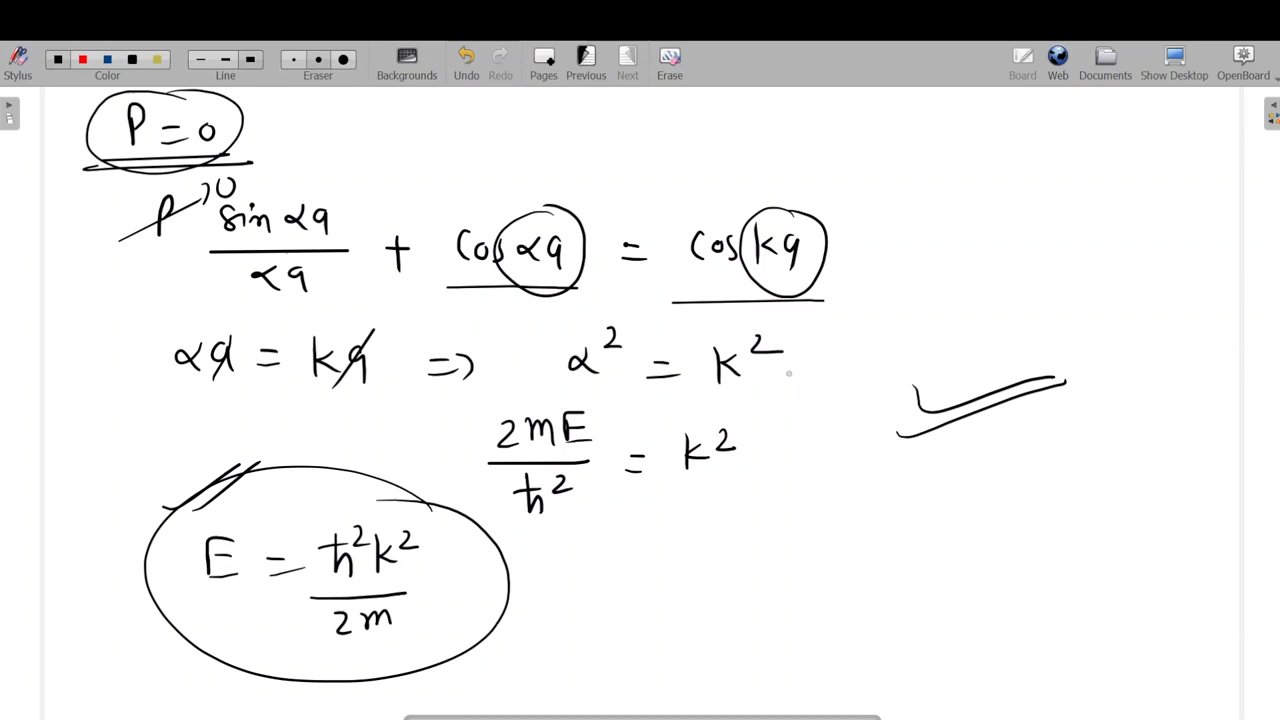 Stylus Color Line Eraser Backgrounds Undo Redo Pages Previous Next Erase Board Web Documents Show Desktop OpenBoard
P = 0
P→0 sin αa / αa + cos αa = cos ka
αa = ka ⇒ α² = k²
2mE / ħ² = k²
E = ħ²k² / 2m